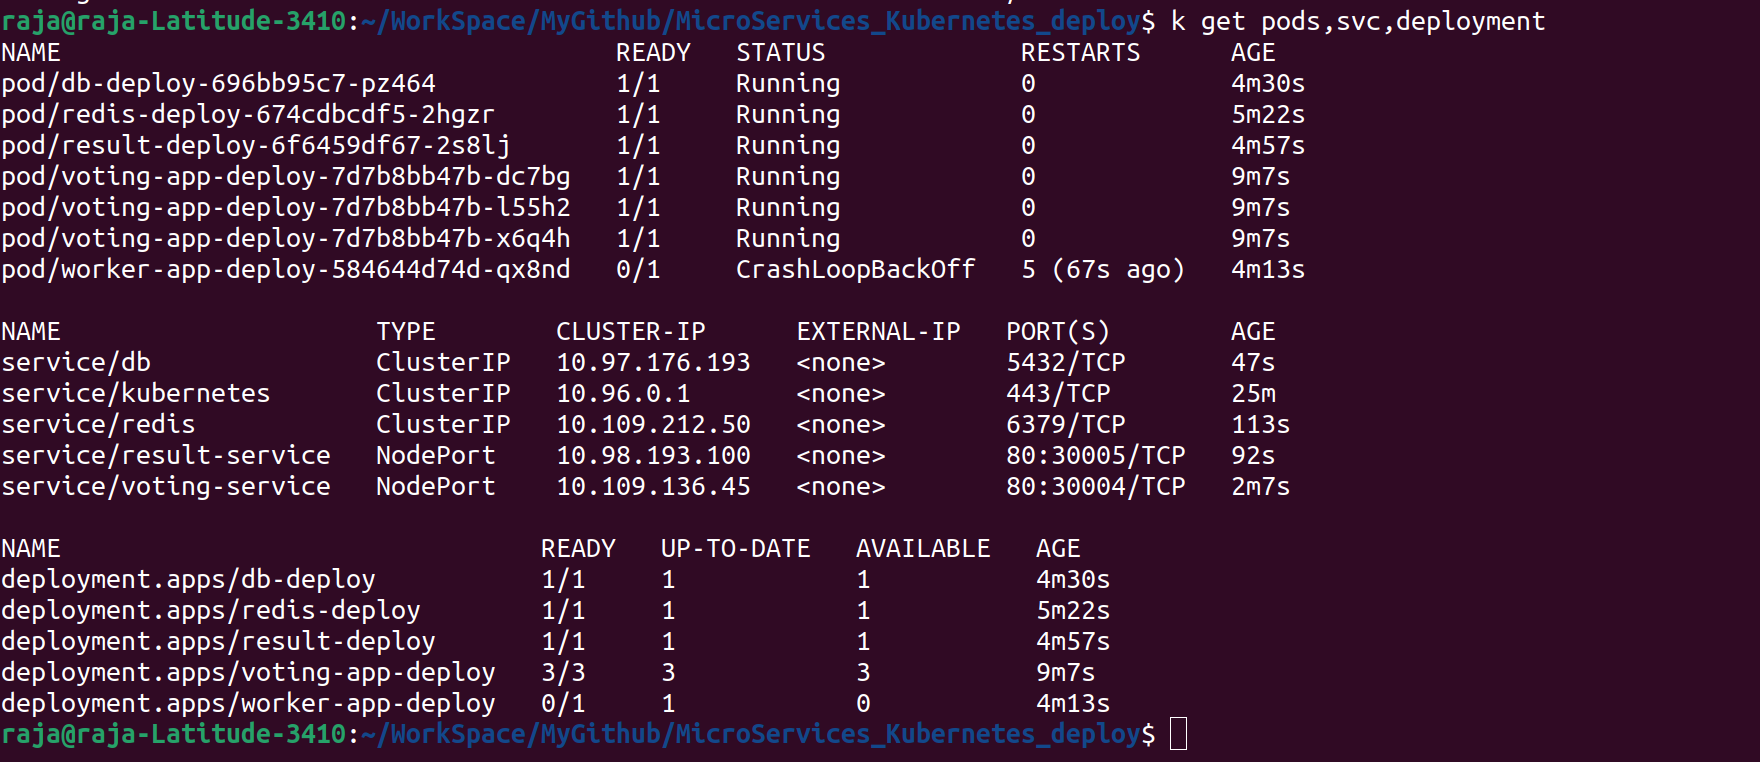 raja@raja-Latitude-3410:~/WorkSpace/MyGithub/MicroServices_Kubernetes_deploy$ k get pods,svc,deployment
NAME READY STATUS RESTARTS AGE
pod/db-deploy-696bb95c7-pz464 1/1 Running 0 4m30s
pod/redis-deploy-674cdbcdf5-2hgzr 1/1 Running 0 5m22s
pod/result-deploy-6f6459df67-2s8lj 1/1 Running 0 4m57s
pod/voting-app-deploy-7d7b8bb47b-dc7bg 1/1 Running 0 9m7s
pod/voting-app-deploy-7d7b8bb47b-l55h2 1/1 Running 0 9m7s
pod/voting-app-deploy-7d7b8bb47b-x6q4h 1/1 Running 0 9m7s
pod/worker-app-deploy-584644d74d-qx8nd 0/1 CrashLoopBackOff 5 (67s ago) 4m13s
NAME TYPE CLUSTER-IP EXTERNAL-IP PORT(S) AGE
service/db ClusterIP 10.97.176.193 <none> 5432/TCP 47s
service/kubernetes ClusterIP 10.96.0.1 <none> 443/TCP 25m
service/redis ClusterIP 10.109.212.50 <none> 6379/TCP 113s
service/result-service NodePort 10.98.193.100 <none> 80:30005/TCP 92s
service/voting-service NodePort 10.109.136.45 <none> 80:30004/TCP 2m7s
NAME READY UP-TO-DATE AVAILABLE AGE
deployment.apps/db-deploy 1/1 1 1 4m30s
deployment.apps/redis-deploy 1/1 1 1 5m22s
deployment.apps/result-deploy 1/1 1 1 4m57s
deployment.apps/voting-app-deploy 3/3 3 3 9m7s
deployment.apps/worker-app-deploy 0/1 1 0 4m13s
raja@raja-Latitude-3410:~/WorkSpace/MyGithub/MicroServices_Kubernetes_deploy$